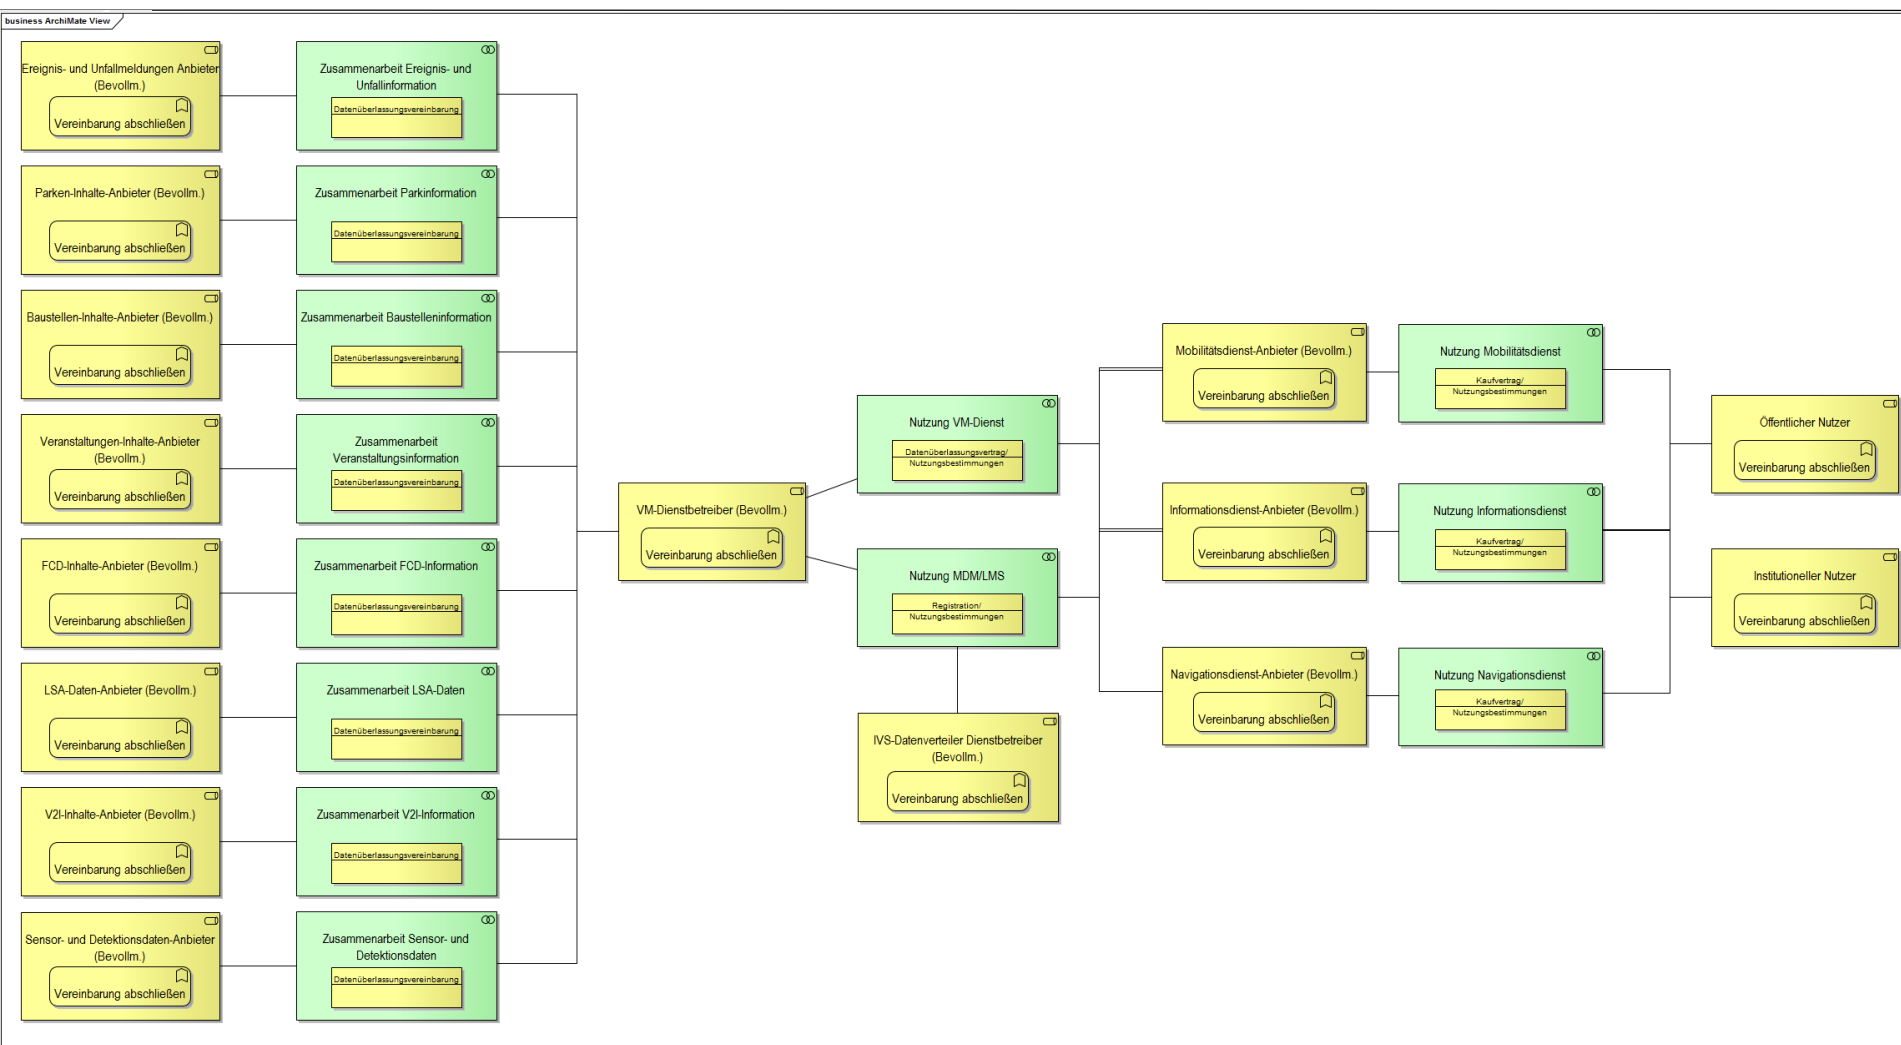 business ArchiMate View
Ereignis- und Unfallmeldungen Anbieter
(Bevollm.)
Vereinbarung abschließen
Zusammenarbeit Ereignis- und
Unfallinformation
Datenüberlassungsvereinbarung
Parken-Inhalte-Anbieter (Bevollm.)
Vereinbarung abschließen
Zusammenarbeit Parkinformation
Datenüberlassungsvereinbarung
Baustellen-Inhalte-Anbieter (Bevollm.)
Vereinbarung abschließen
Zusammenarbeit Baustelleninformation
Datenüberlassungsvereinbarung
Veranstaltungen-Inhalte-Anbieter
(Bevollm.)
Vereinbarung abschließen
Zusammenarbeit
Veranstaltungsinformation
Datenüberlassungsvereinbarung
FCD-Inhalte-Anbieter (Bevollm.)
Vereinbarung abschließen
Zusammenarbeit FCD-Information
Datenüberlassungsvereinbarung
LSA-Daten-Anbieter (Bevollm.)
Vereinbarung abschließen
Zusammenarbeit LSA-Daten
Datenüberlassungsvereinbarung
V2I-Inhalte-Anbieter (Bevollm.)
Vereinbarung abschließen
Zusammenarbeit V2I-Information
Datenüberlassungsvereinbarung
Sensor- und Detektionsdaten-Anbieter
(Bevollm.)
Vereinbarung abschließen
Zusammenarbeit Sensor- und
Detektionsdaten
Datenüberlassungsvereinbarung
VM-Dienstbetreiber (Bevollm.)
Vereinbarung abschließen
Nutzung VM-Dienst
Datenüberlassungsvertrag/
Nutzungsbestimmungen
Nutzung MDM/LMS
Registration/
Nutzungsbestimmungen
IVS-Datenverteiler Dienstbetreiber
(Bevollm.)
Vereinbarung abschließen
Mobilitätsdienst-Anbieter (Bevollm.)
Vereinbarung abschließen
Nutzung Mobilitätsdienst
Kaufvertrag/
Nutzungsbestimmungen
Informationsdienst-Anbieter (Bevollm.)
Vereinbarung abschließen
Nutzung Informationsdienst
Kaufvertrag/
Nutzungsbestimmungen
Navigationsdienst-Anbieter (Bevollm.)
Vereinbarung abschließen
Nutzung Navigationsdienst
Kaufvertrag/
Nutzungsbestimmungen
Öffentlicher Nutzer
Vereinbarung abschließen
Institutioneller Nutzer
Vereinbarung abschließen